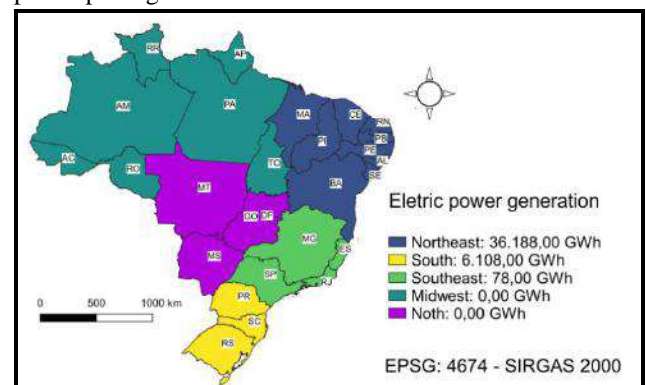 RR
AP
AM
PA
MA
CE
RN
PI
PB
PE
AL
SE
AC
RO
TO
BA
MT
GO
DF
MG
ES
MS
SP
RJ
PR
SC
RS
0 500 1000 km
Eletric power generation
Northeast: 36.188,00 GWh
South: 6.108,00 GWh
Southeast: 78,00 GWh
Midwest: 0,00 GWh
Noth: 0,00 GWh
EPSG: 4674 - SIRGAS 2000